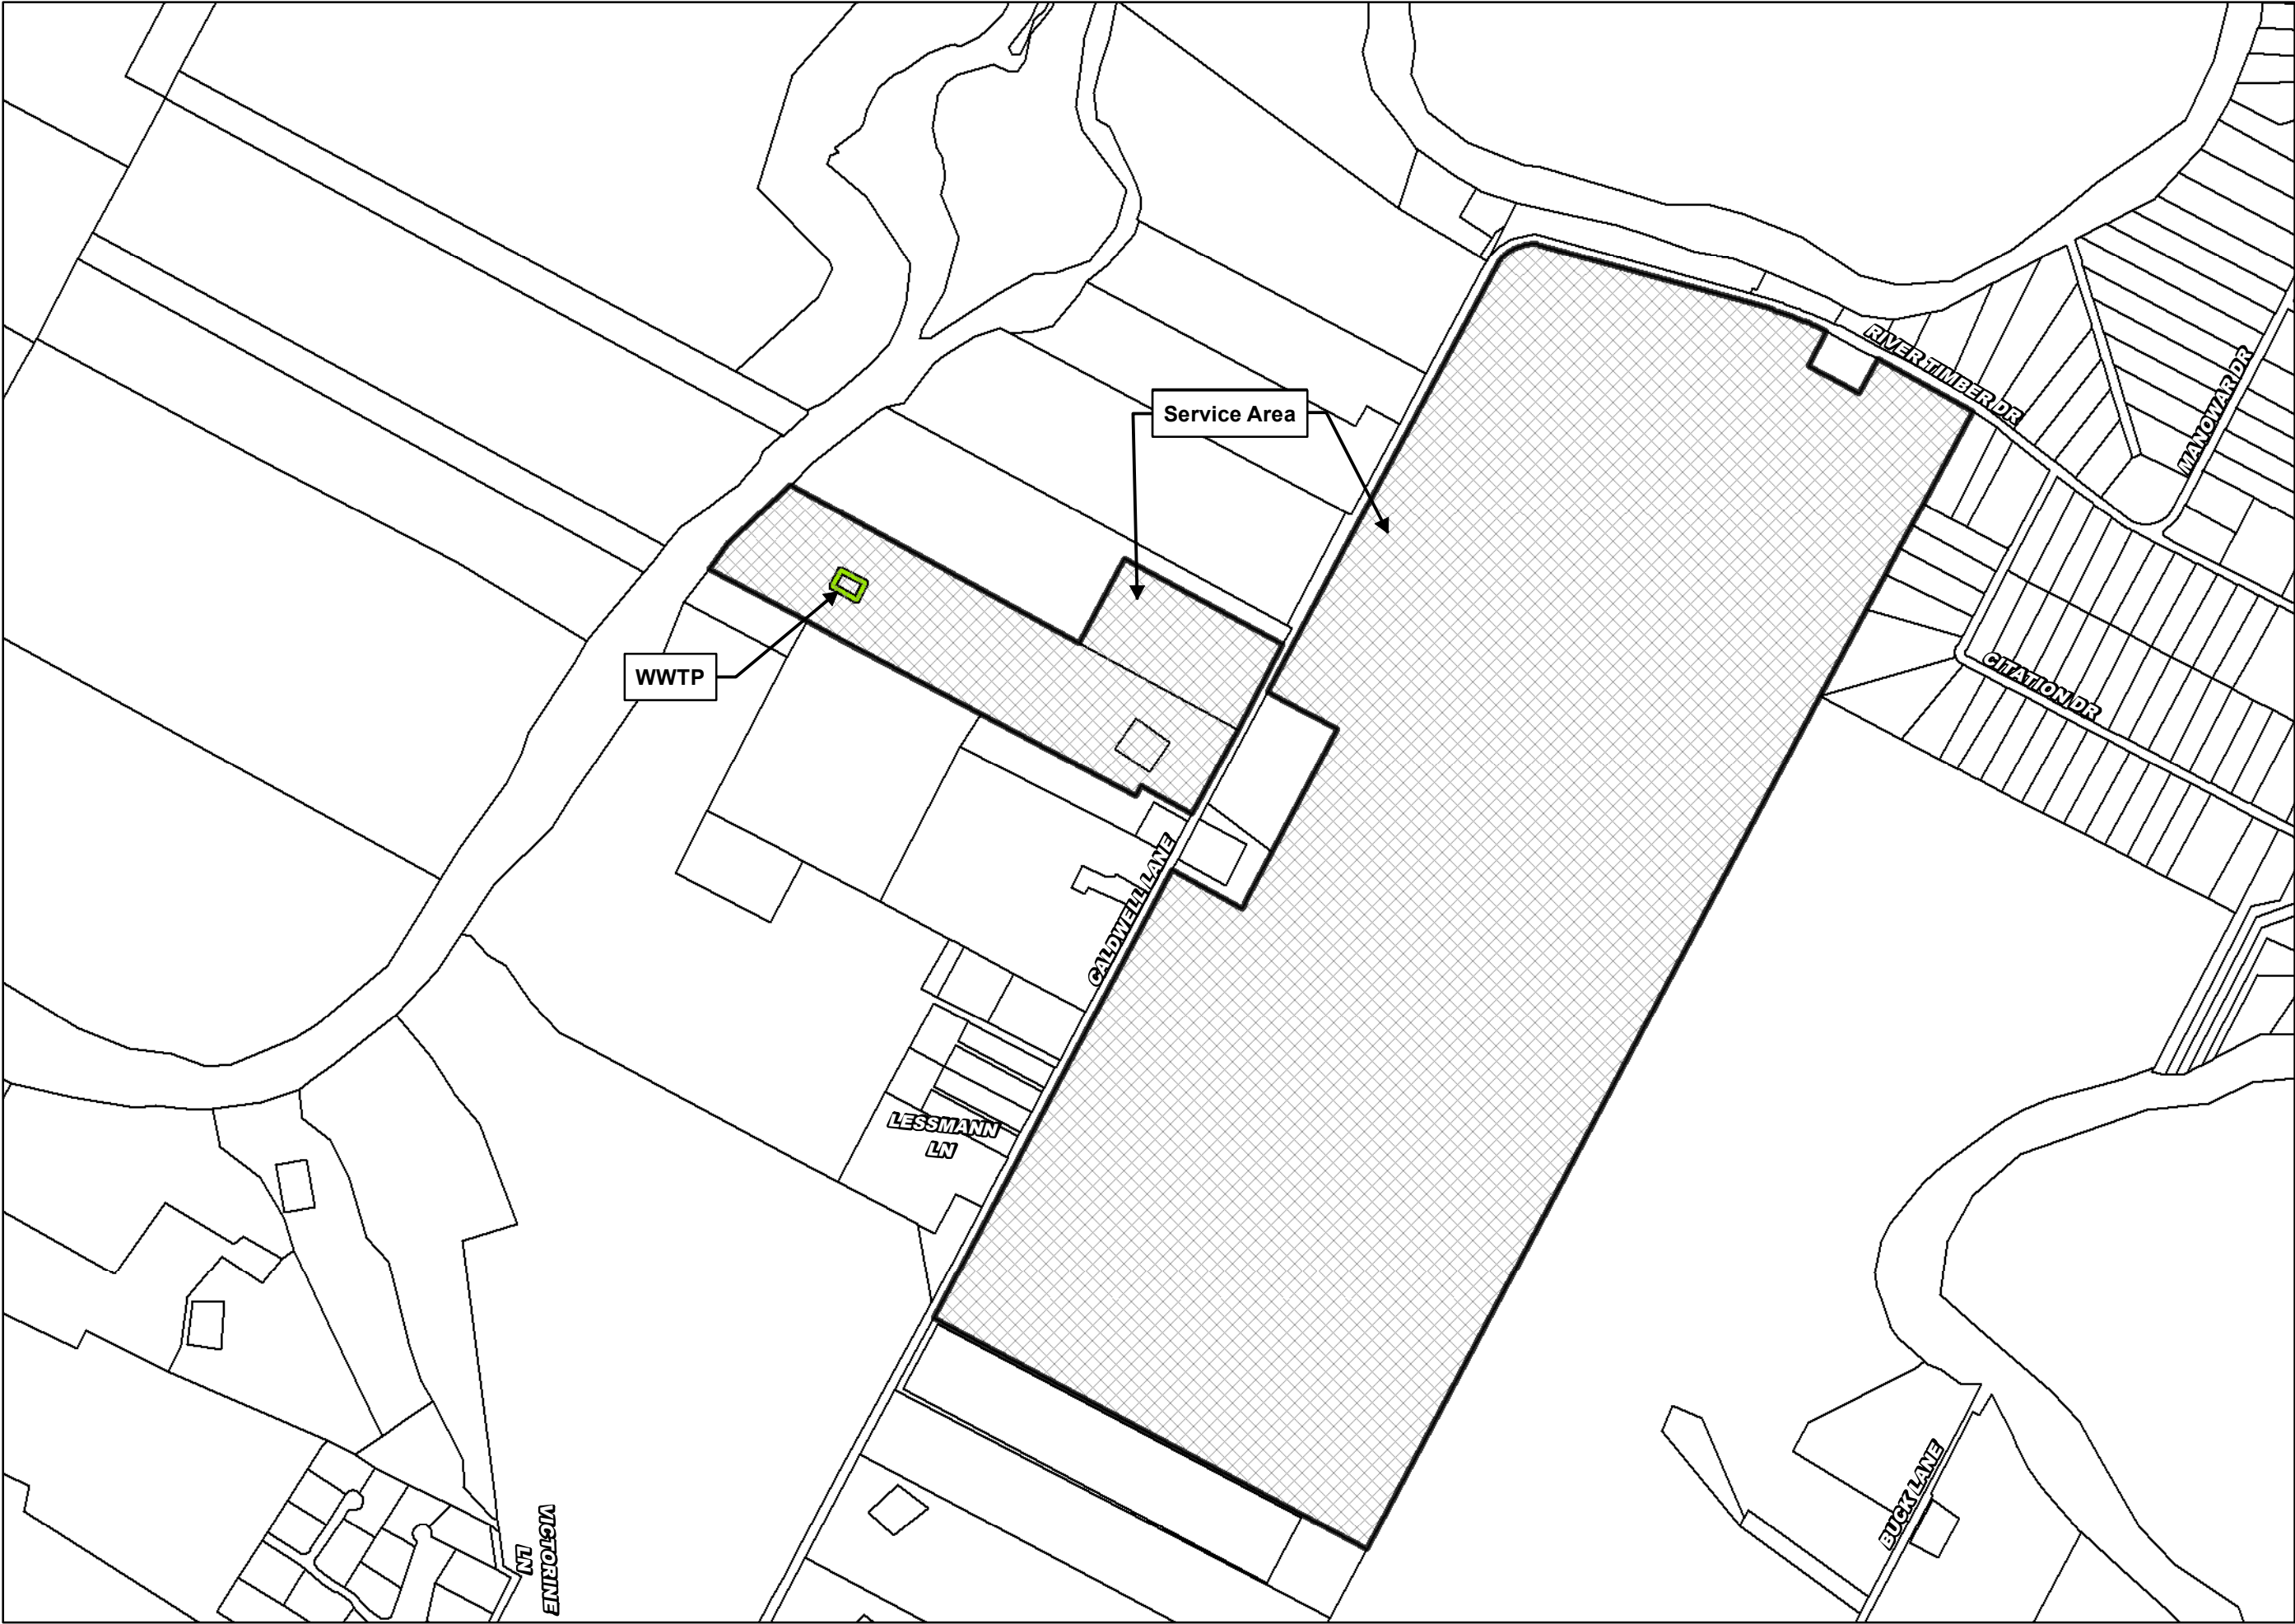 RIVER TIMBER DR
MANOWAR DR
Service Area
WWTP
CITATION DR
CALDWELL LANE
LESSMANN
LN
BUCK LANE
VICTORINE
LN